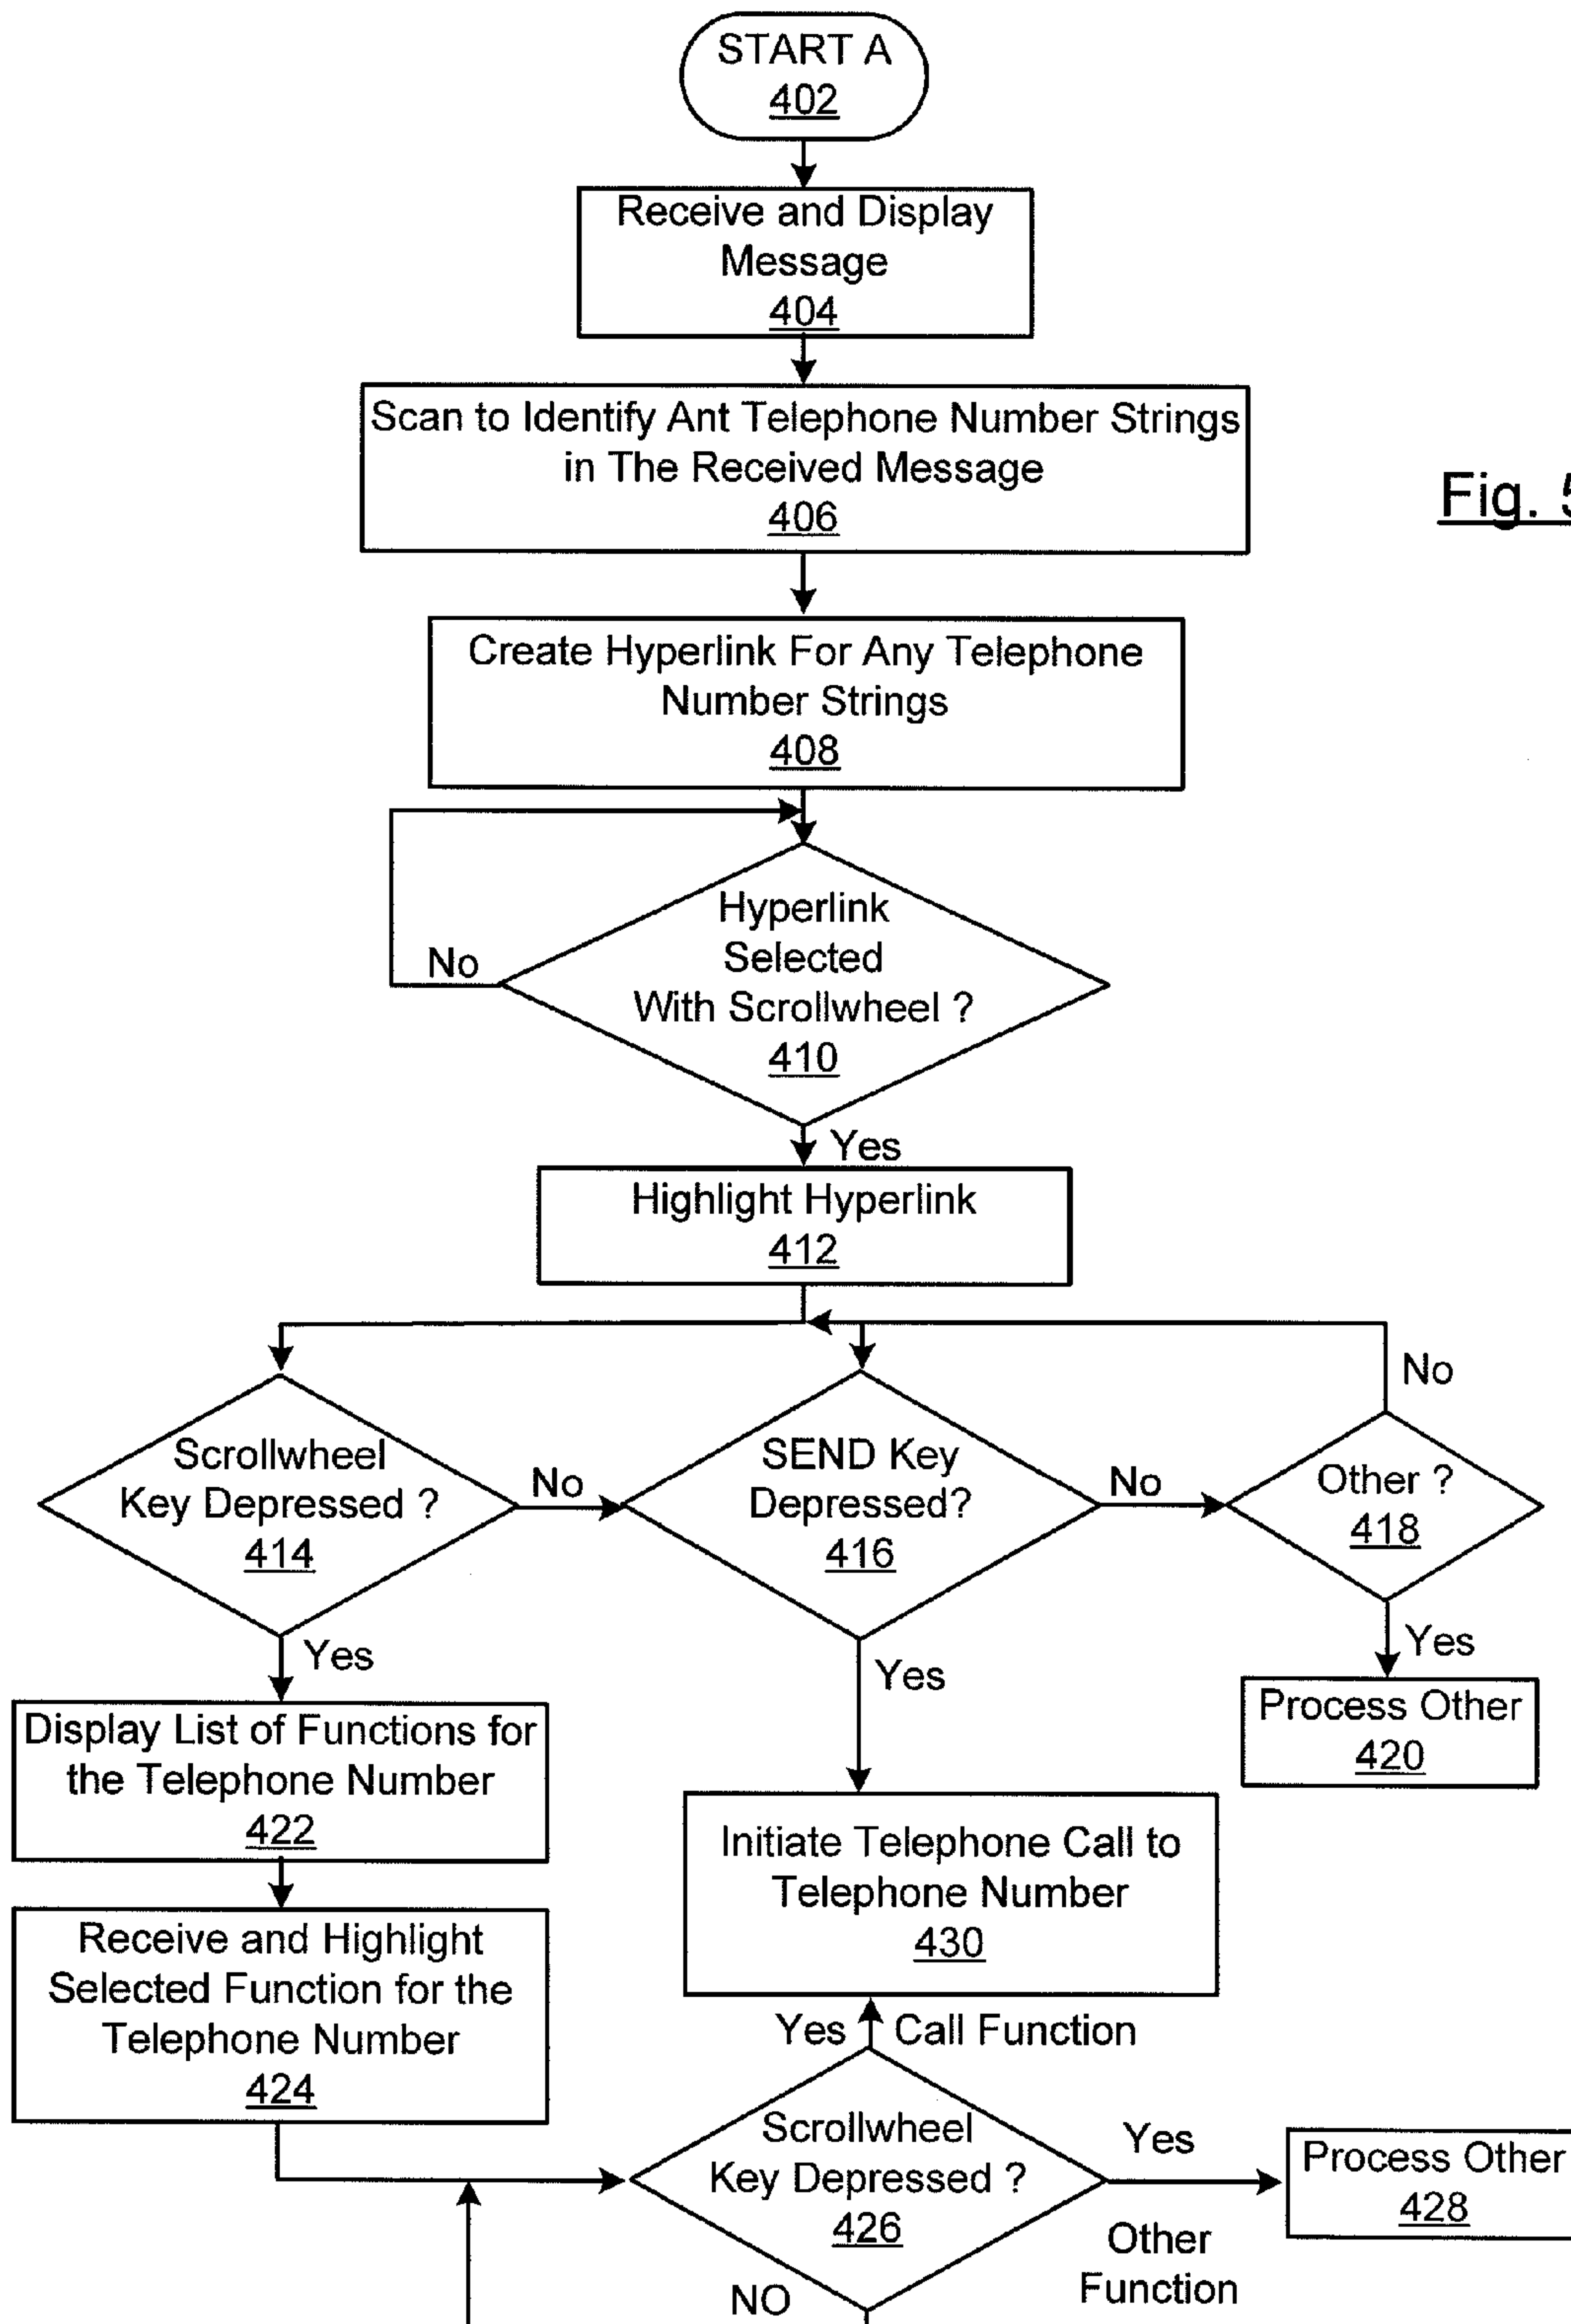 START A
402
Receive and Display
Message
404
Scan to Identify Ant Telephone Number Strings
in The Received Message
406
Fig. 5
Create Hyperlink For Any Telephone
Number Strings
408
Hyperlink
Selected
With Scrollwheel ?
410
No
Yes
Highlight Hyperlink
412
Scrollwheel
Key Depressed ?
414
No
SEND Key
Depressed?
416
No
Other ?
418
No
Yes
Yes
Yes
Process Other
420
Display List of Functions for
the Telephone Number
422
Initiate Telephone Call to
Telephone Number
430
Receive and Highlight
Selected Function for the
Telephone Number
424
Yes
Call Function
Scrollwheel
Key Depressed ?
426
Yes
Other
Function
Process Other
428
NO